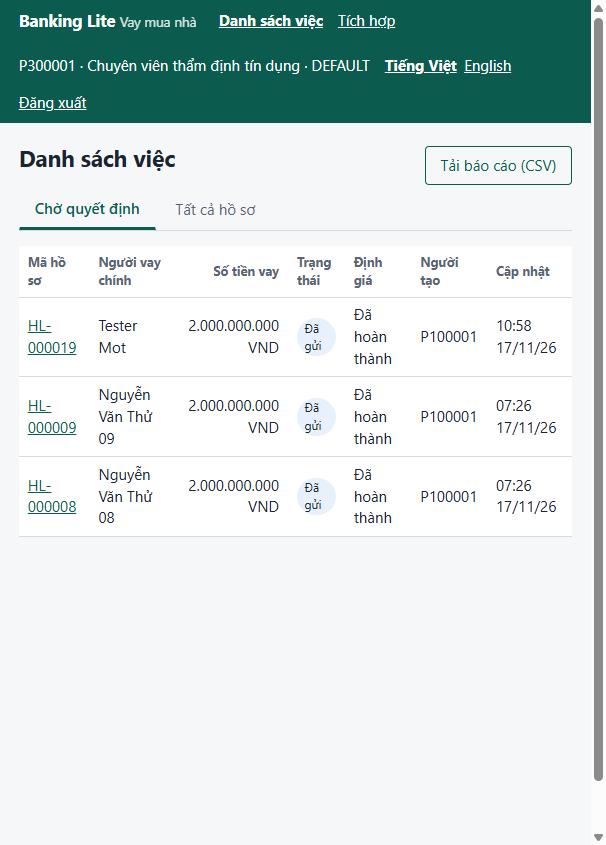 Banking Lite Vay mua nhà Danh sách việc Tích hợp
P300001 · Chuyên viên thẩm định tín dụng · DEFAULT Tiếng Việt English
Đăng xuất
Danh sách việc
Tải báo cáo (CSV)
Chờ quyết định Tất cả hồ sơ
Mã hồ sơ Người vay chính Số tiền vay Trạng thái Định giá Người tạo Cập nhật
HL-000019 Tester Mot 2.000.000.000 VND Đã gửi Đã hoàn thành P100001 10:58 17/11/26
HL-000009 Nguyễn Văn Thử 09 2.000.000.000 VND Đã gửi Đã hoàn thành P100001 07:26 17/11/26
HL-000008 Nguyễn Văn Thử 08 2.000.000.000 VND Đã gửi Đã hoàn thành P100001 07:26 17/11/26